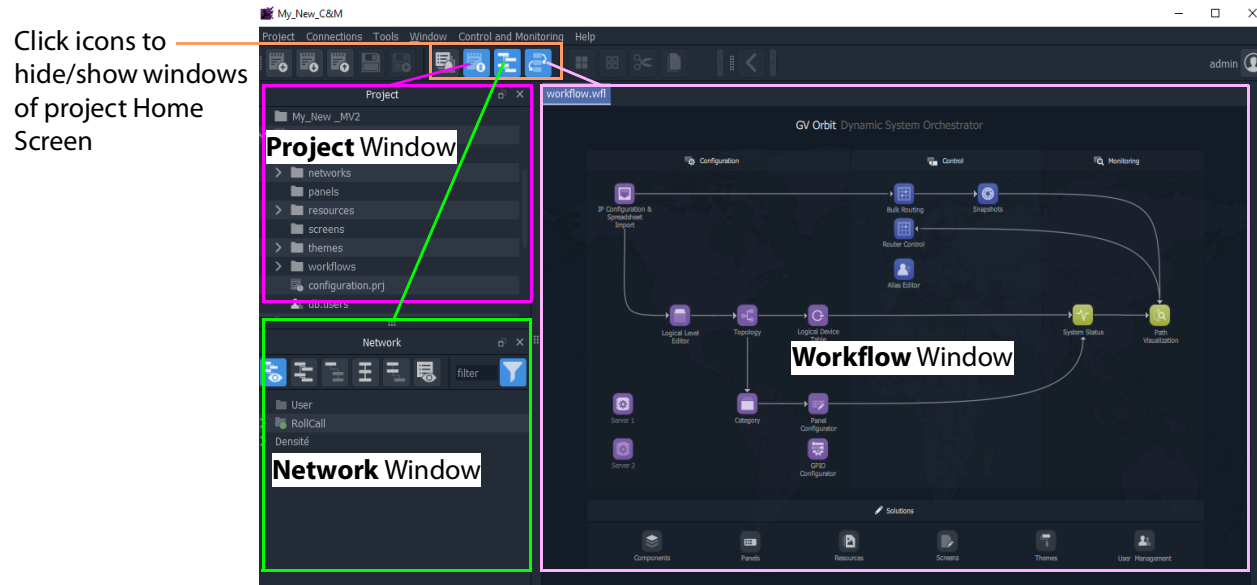 My_New_C&M
Project Connections Tools Window Control and Monitoring Help
Click icons to
hide/show windows
of project Home
Screen
admin
Project
workflow.wfl
My_New _MV2
Project Window
networks
panels
resources
screens
themes
workflows
configuration.prj
db.users
Network
filter
User
RollCall
Densité
Network Window
GV Orbit Dynamic System Orchestrator
Configuration
Control
Monitoring
IP Configuration &
Spreadsheet
Import
Bulk Routing
Snapshots
Router Control
Alias Editor
Logical Level
Editor
Topology
Logical Device
Table
System Status
Path
Visualization
Workflow Window
Server 1
Category
Panel
Configurator
Server 2
GPIO
Configurator
Solutions
Components
Panels
Resources
Screens
Themes
User Management